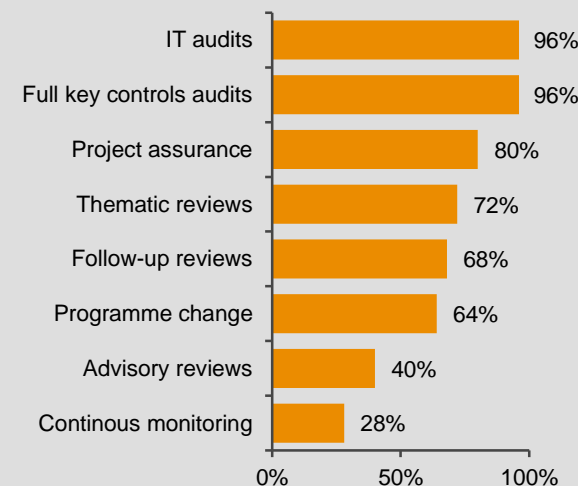 IT audits 96%
Full key controls audits 96%
Project assurance 80%
Thematic reviews 72%
Follow-up reviews 68%
Programme change 64%
Advisory reviews 40%
Continous monitoring 28%
0% 50% 100%